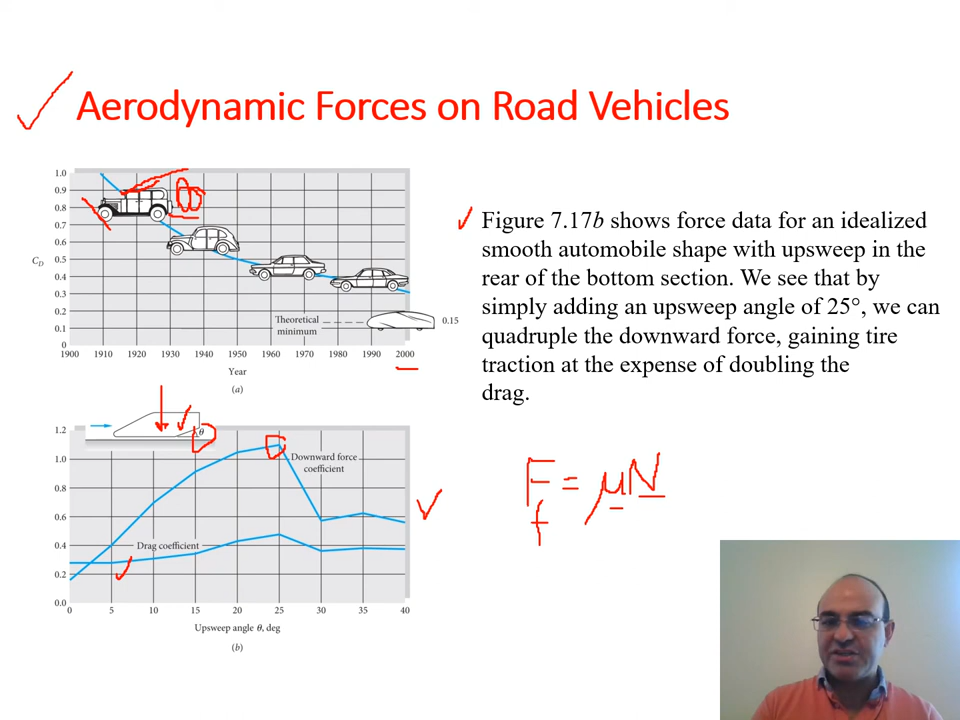 Aerodynamic Forces on Road Vehicles
1.0
0.9
0.8
0.7
0.6
C_D 0.5
0.4
0.3
0.2
0.1
0
Theoretical
minimum
0.15
1900 1910 1920 1930 1940 1950 1960 1970 1980 1990 2000
Year
(a)
Figure 7.17b shows force data for an idealized
smooth automobile shape with upsweep in the
rear of the bottom section. We see that by
simply adding an upsweep angle of 25°, we can
quadruple the downward force, gaining tire
traction at the expense of doubling the
drag.
θ
1.2
1.0
0.8
0.6
0.4
0.2
0.0
Downward force
coefficient
Drag coefficient
0 5 10 15 20 25 30 35 40
Upsweep angle θ, deg
(b)
F = μN
f